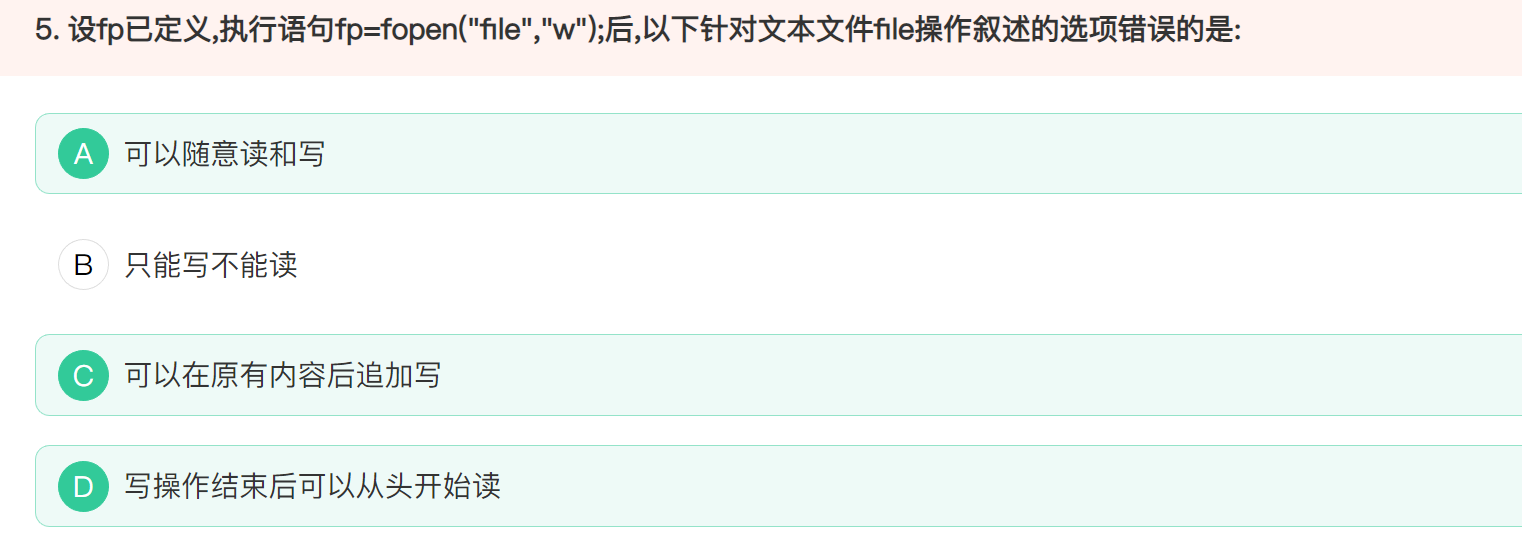 5. 设fp已定义,执行语句fp=fopen("file","w");后,以下针对文本文件file操作叙述的选项错误的是:
A 可以随意读和写
B 只能写不能读
C 可以在原有内容后追加写
D 写操作结束后可以从头开始读